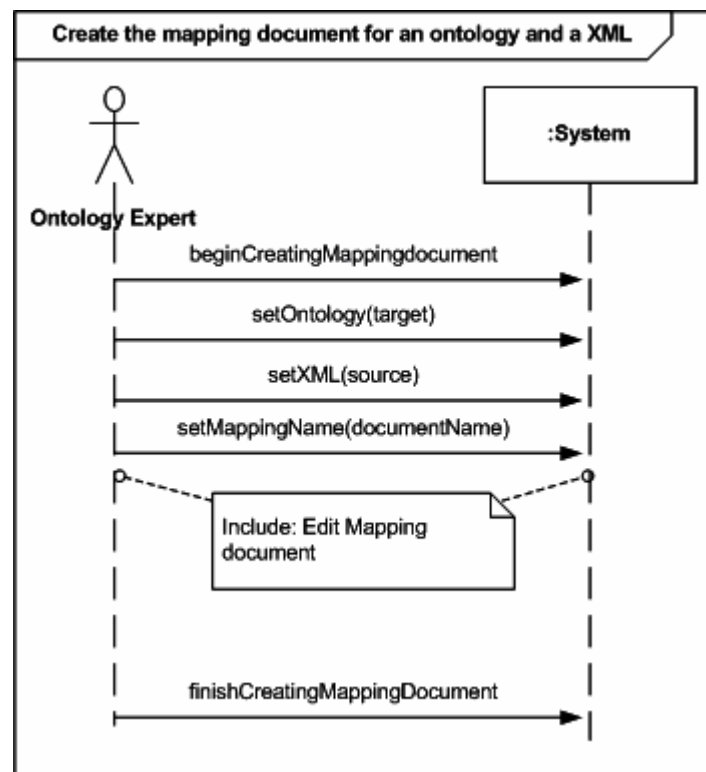 Create the mapping document for an ontology and a XML
:System
Ontology Expert
beginCreatingMappingdocument
setOntology(target)
setXML(source)
setMappingName(documentName)
Include: Edit Mapping
document
finishCreatingMappingDocument